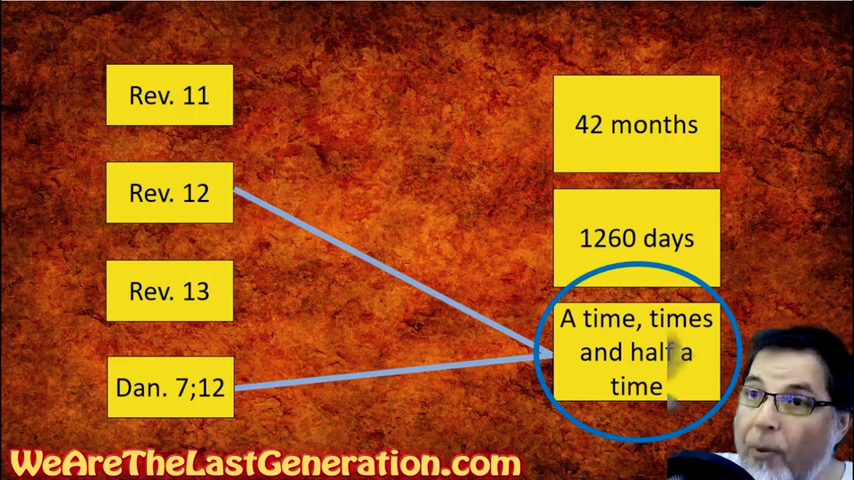 Rev. 11
Rev. 12
Rev. 13
Dan. 7;12
42 months
1260 days
A time, times
and half a
time
WeAreTheLastGeneration.com